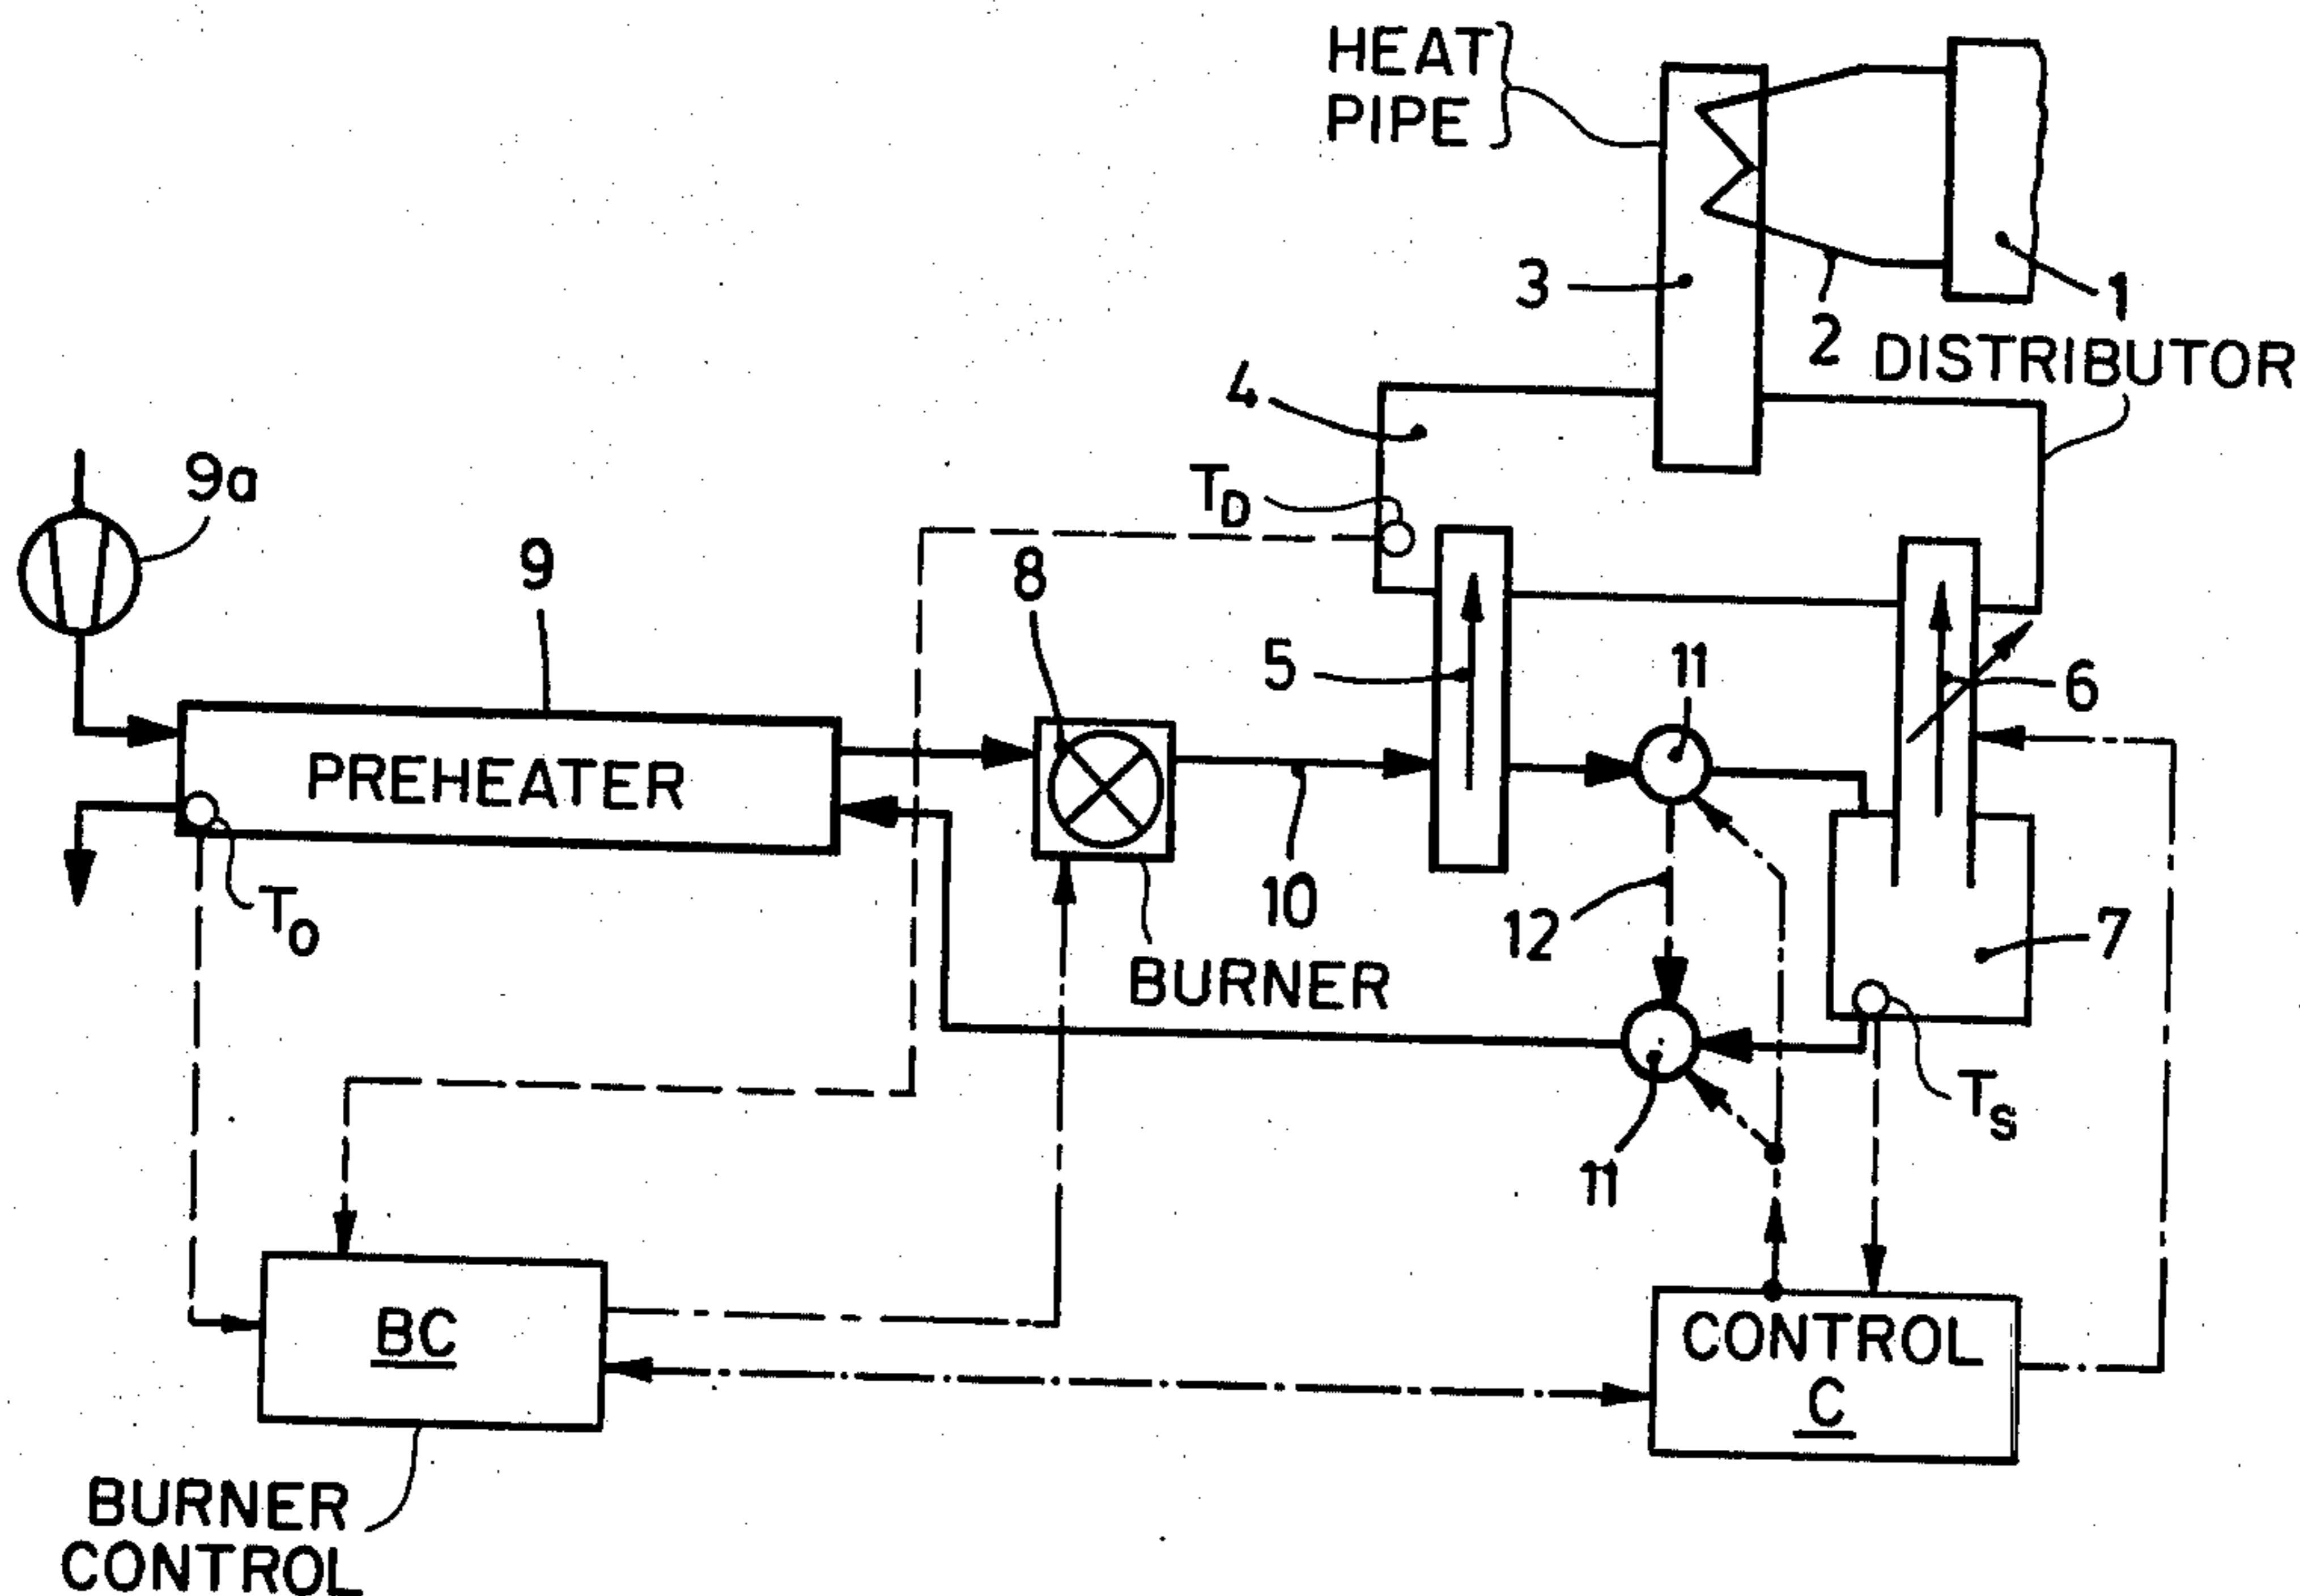 HEAT
PIPE
3
2
1
DISTRIBUTOR
4
9a
T_D
9
8
5
11
6
PREHEATER
T_O
10
12
7
BURNER
T_S
11
BC
CONTROL
C
BURNER
CONTROL